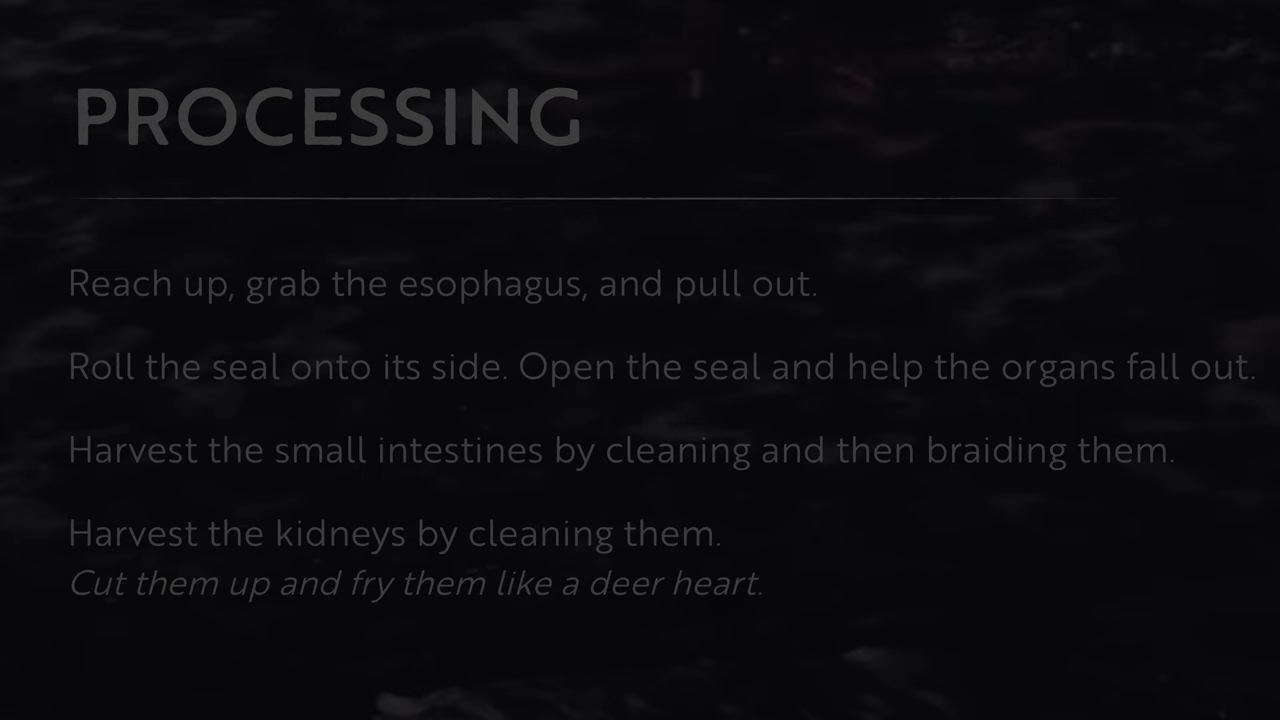 PROCESSING
Reach up, grab the esophagus, and pull out.
Roll the seal onto its side. Open the seal and help the organs fall out.
Harvest the small intestines by cleaning and then braiding them.
Harvest the kidneys by cleaning them.
Cut them up and fry them like a deer heart.